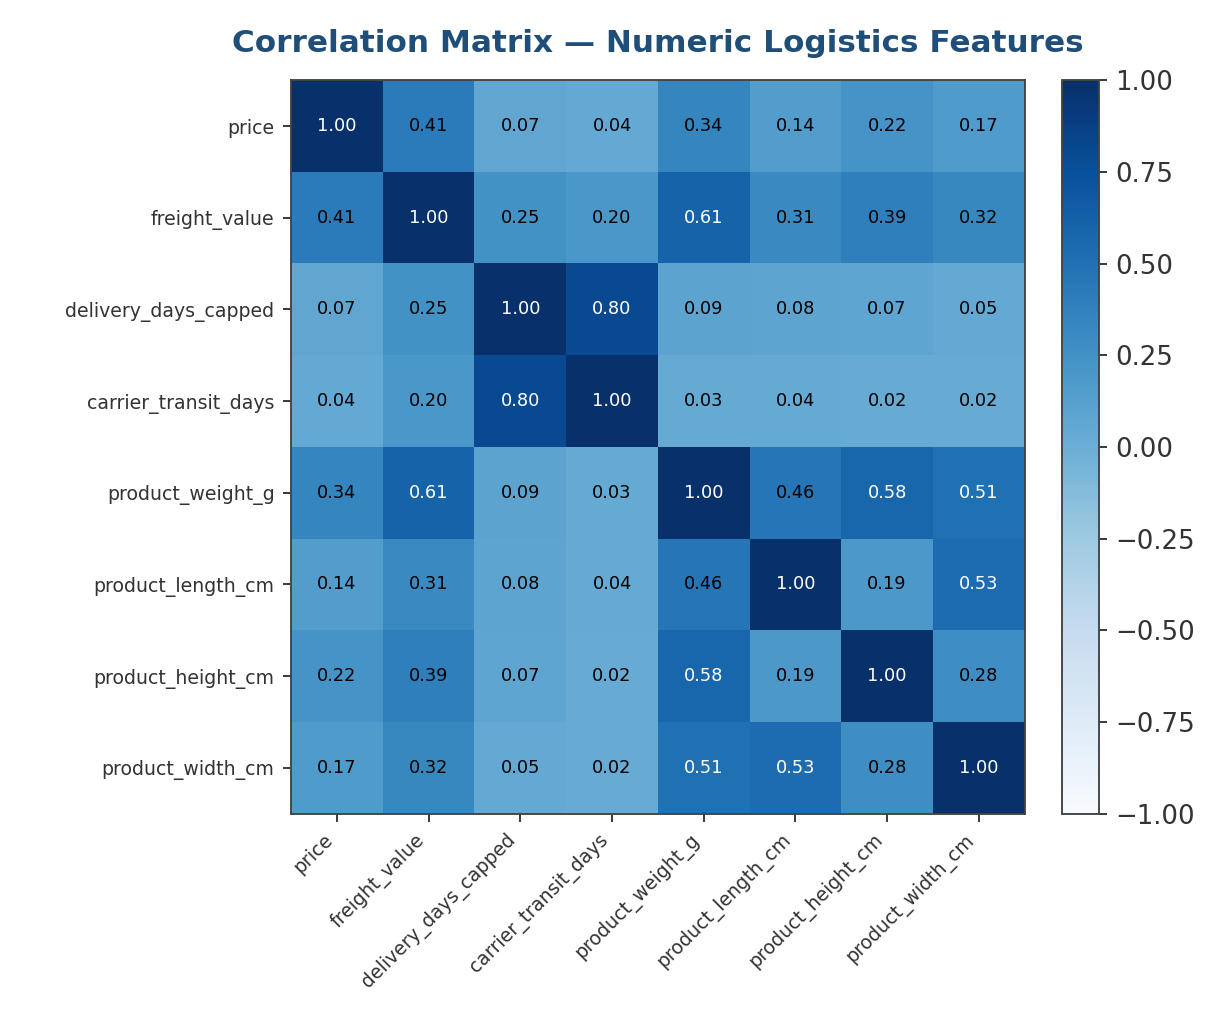 Correlation Matrix — Numeric Logistics Features
price 1.00 0.41 0.07 0.04 0.34 0.14 0.22 0.17
freight_value 0.41 1.00 0.25 0.20 0.61 0.31 0.39 0.32
delivery_days_capped 0.07 0.25 1.00 0.80 0.09 0.08 0.07 0.05
carrier_transit_days 0.04 0.20 0.80 1.00 0.03 0.04 0.02 0.02
product_weight_g 0.34 0.61 0.09 0.03 1.00 0.46 0.58 0.51
product_length_cm 0.14 0.31 0.08 0.04 0.46 1.00 0.19 0.53
product_height_cm 0.22 0.39 0.07 0.02 0.58 0.19 1.00 0.28
product_width_cm 0.17 0.32 0.05 0.02 0.51 0.53 0.28 1.00
price
freight_value
delivery_days_capped
carrier_transit_days
product_weight_g
product_length_cm
product_height_cm
product_width_cm
1.00
0.75
0.50
0.25
0.00
−0.25
−0.50
−0.75
−1.00